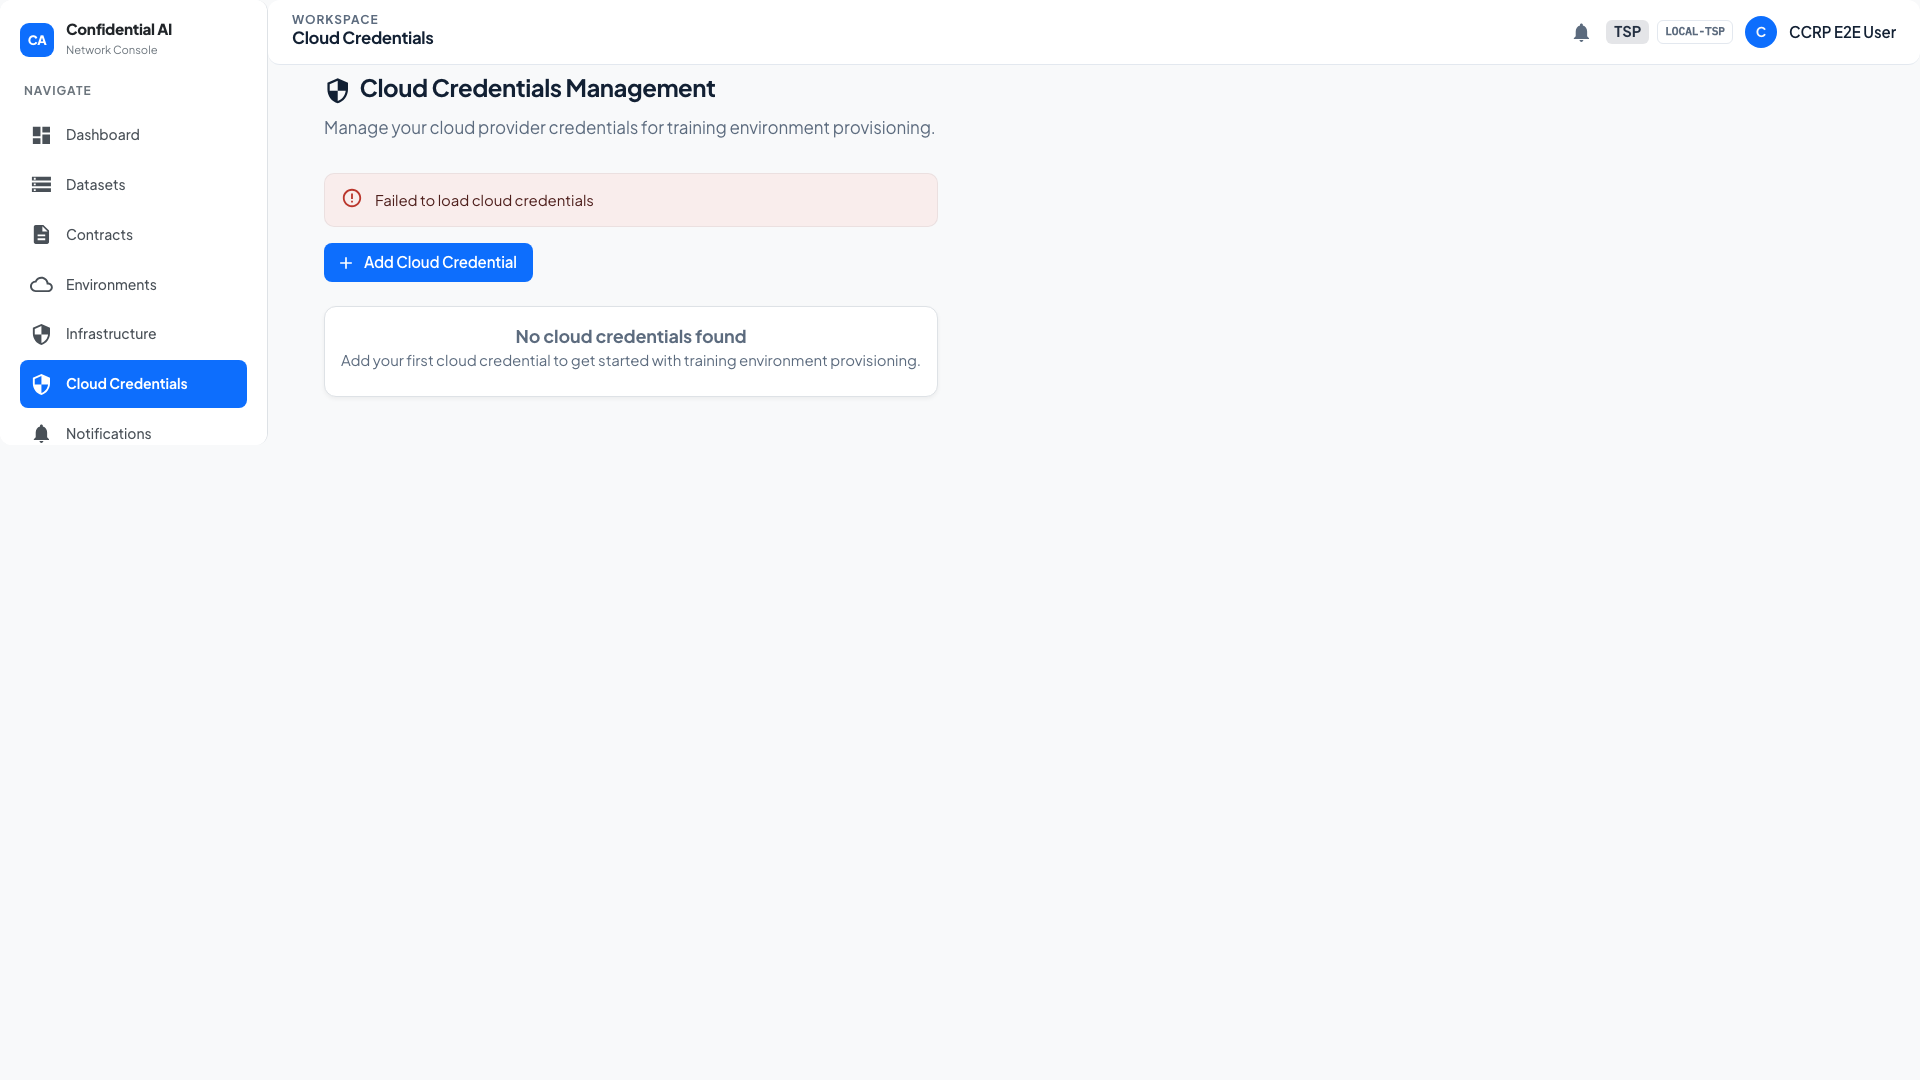 CA
Confidential AI
Network Console
NAVIGATE
Dashboard
Datasets
Contracts
Environments
Infrastructure
Cloud Credentials
Notifications
WORKSPACE
Cloud Credentials
TSP
LOCAL-TSP
C
CCRP E2E User
Cloud Credentials Management
Manage your cloud provider credentials for training environment provisioning.
Failed to load cloud credentials
Add Cloud Credential
No cloud credentials found
Add your first cloud credential to get started with training environment provisioning.